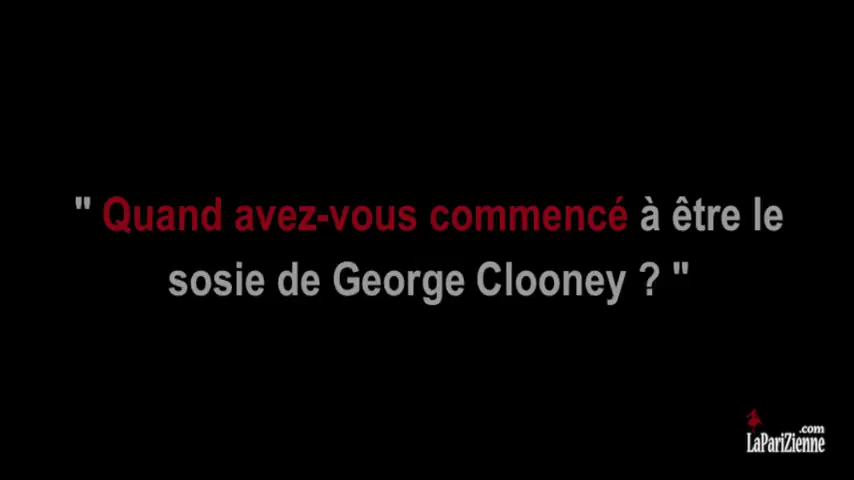 " Quand avez-vous commencé à être le
sosie de George Clooney ? "
.com
LaPariZienne